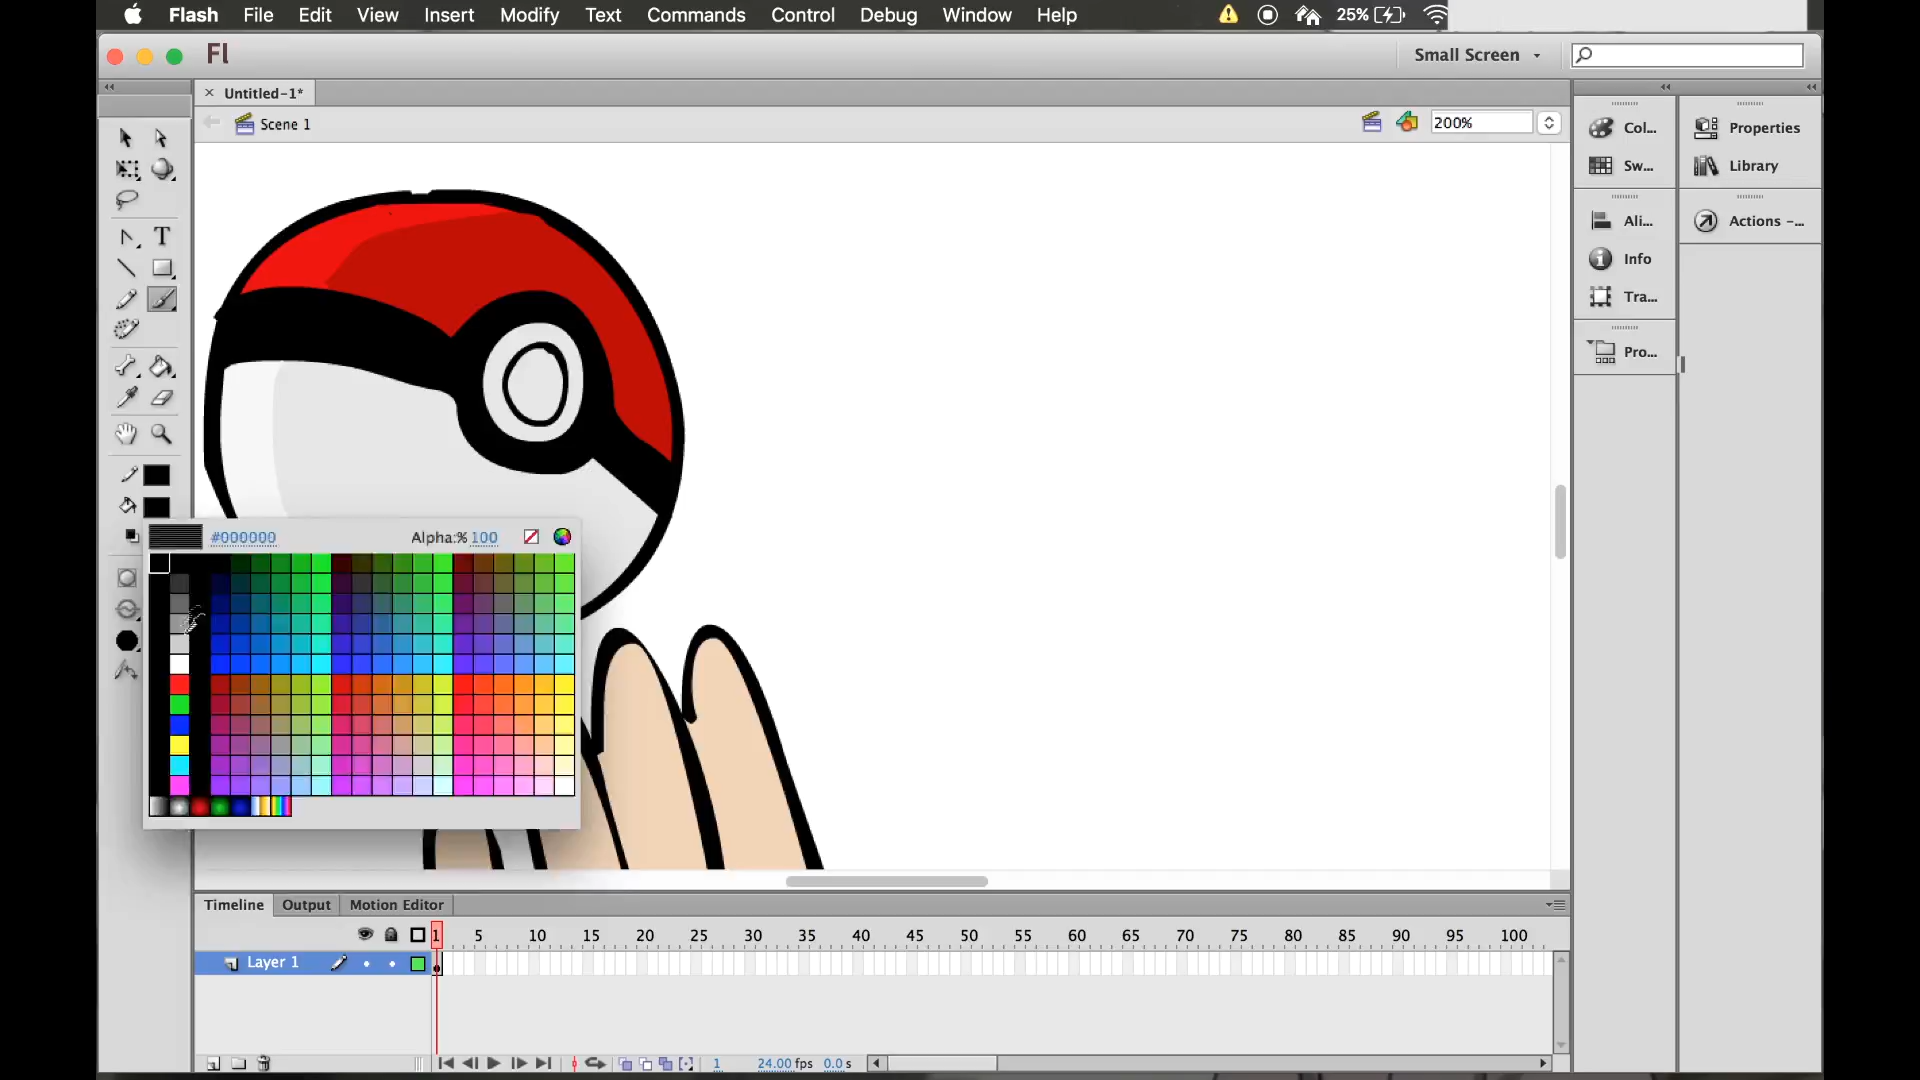 Flash File Edit View Insert Modify Text Commands Control Debug Window Help 25%
Fl Small Screen
Untitled-1*
Scene 1 200%
Col... Properties
Sw... Library
Ali... Actions -...
Info
Tra...
Pro...
T
#000000 Alpha:% 100
Timeline Output Motion Editor
1 5 10 15 20 25 30 35 40 45 50 55 60 65 70 75 80 85 90 95 100
Layer 1
1 24.00 fps 0.0 s